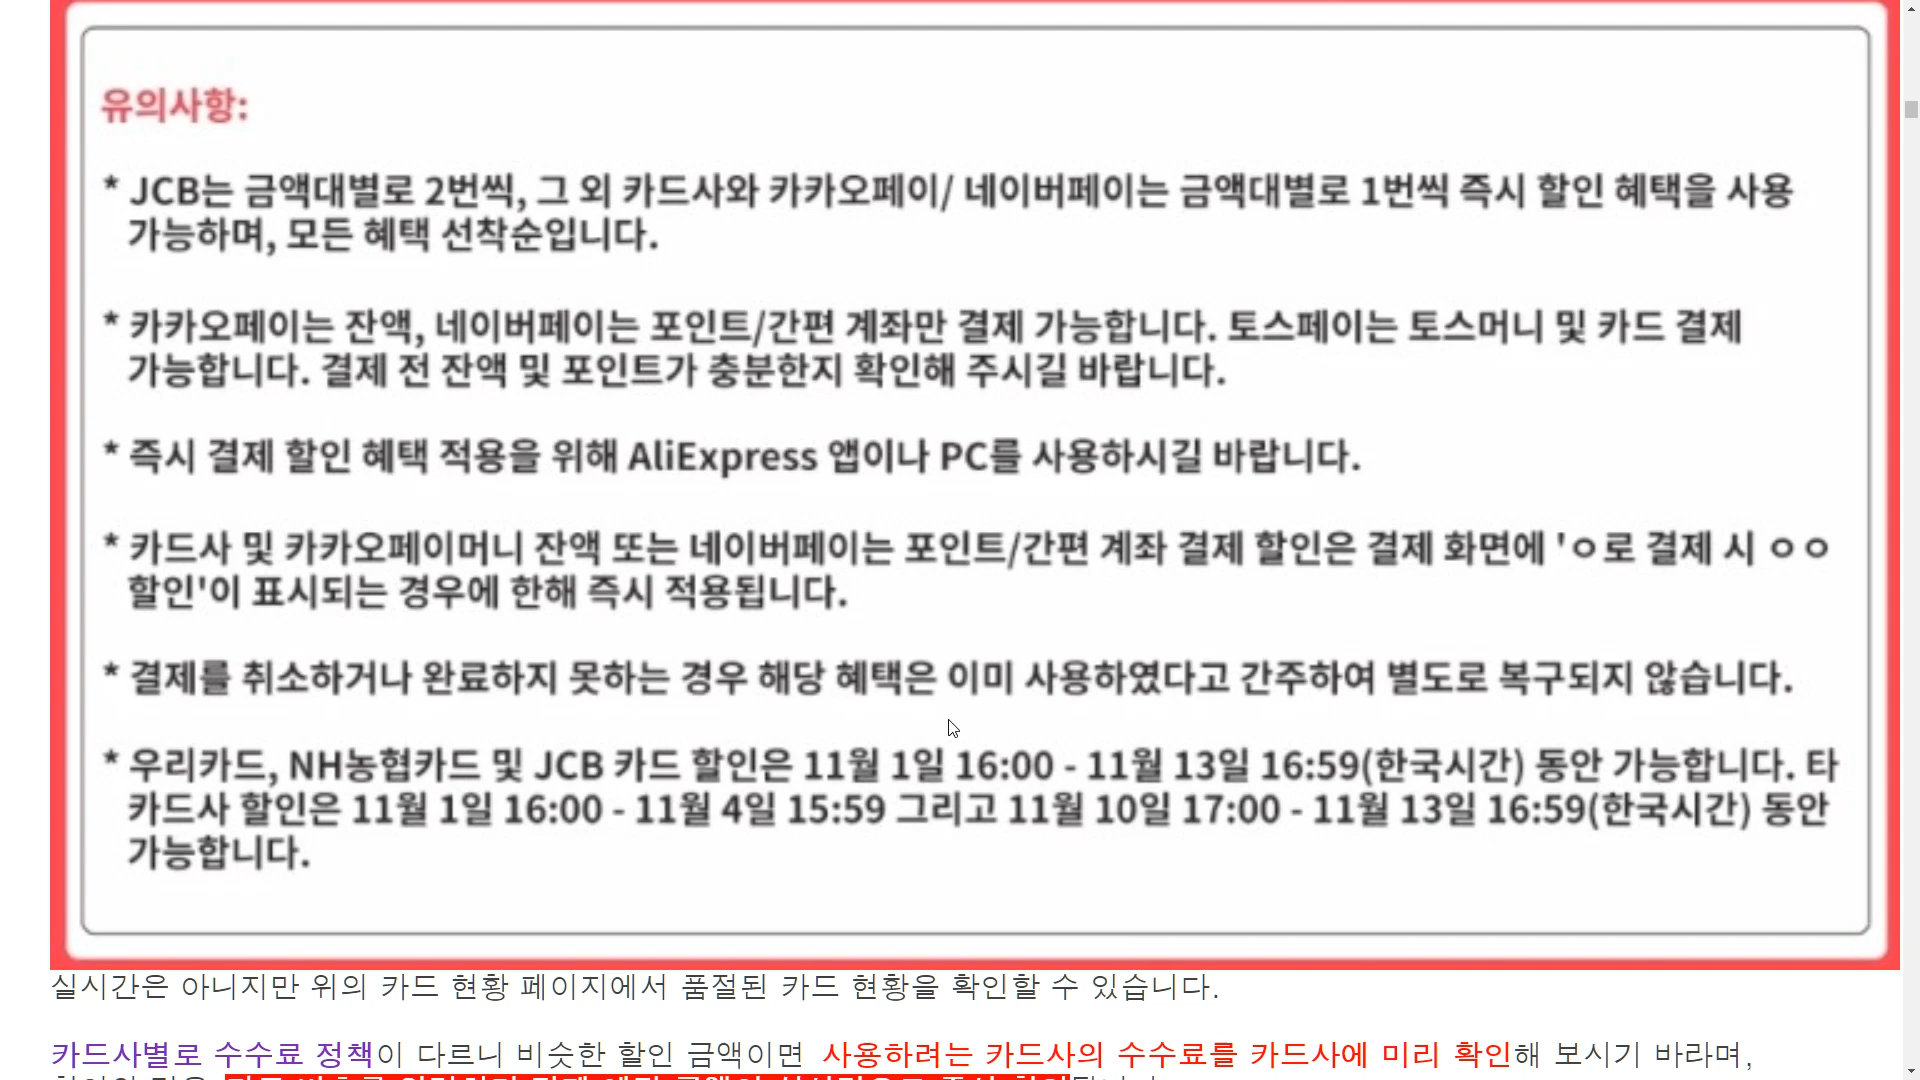 유의사항:
* JCB는 금액대별로 2번씩, 그 외 카드사와 카카오페이/ 네이버페이는 금액대별로 1번씩 즉시 할인 혜택을 사용
가능하며, 모든 혜택 선착순입니다.
* 카카오페이는 잔액, 네이버페이는 포인트/간편 계좌만 결제 가능합니다. 토스페이는 토스머니 및 카드 결제
가능합니다. 결제 전 잔액 및 포인트가 충분한지 확인해 주시길 바랍니다.
* 즉시 결제 할인 혜택 적용을 위해 AliExpress 앱이나 PC를 사용하시길 바랍니다.
* 카드사 및 카카오페이머니 잔액 또는 네이버페이는 포인트/간편 계좌 결제 할인은 결제 화면에 'ㅇ로 결제 시 ㅇㅇ
할인'이 표시되는 경우에 한해 즉시 적용됩니다.
* 결제를 취소하거나 완료하지 못하는 경우 해당 혜택은 이미 사용하였다고 간주하여 별도로 복구되지 않습니다.
* 우리카드, NH농협카드 및 JCB 카드 할인은 11월 1일 16:00 - 11월 13일 16:59(한국시간) 동안 가능합니다. 타
카드사 할인은 11월 1일 16:00 - 11월 4일 15:59 그리고 11월 10일 17:00 - 11월 13일 16:59(한국시간) 동안
가능합니다.
실시간은 아니지만 위의 카드 현황 페이지에서 품절된 카드 현황을 확인할 수 있습니다.
카드사별로 수수료 정책이 다르니 비슷한 할인 금액이면 사용하려는 카드사의 수수료를 카드사에 미리 확인해 보시기 바라며,